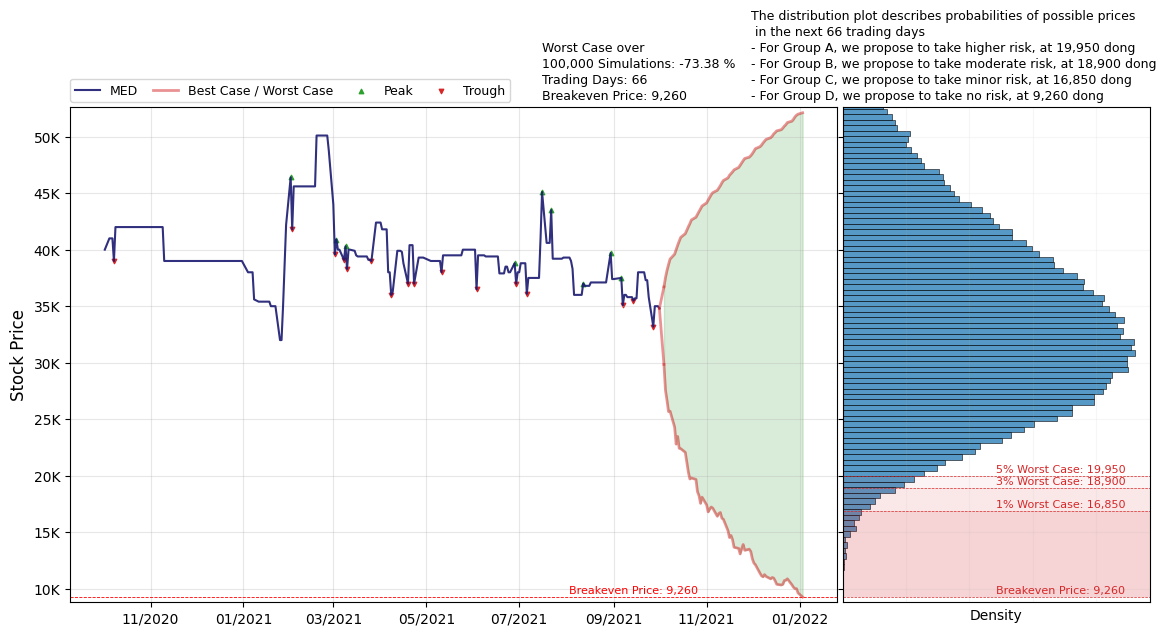 The distribution plot describes probabilities of possible prices
in the next 66 trading days
- For Group A, we propose to take higher risk, at 19,950 dong
- For Group B, we propose to take moderate risk, at 18,900 dong
- For Group C, we propose to take minor risk, at 16,850 dong
- For Group D, we propose to take no risk, at 9,260 dong
Worst Case over
100,000 Simulations: -73.38 %
Trading Days: 66
Breakeven Price: 9,260
MED
Best Case / Worst Case
Peak
Trough
Stock Price
50K
45K
40K
35K
30K
25K
20K
15K
10K
Breakeven Price: 9,260
11/2020
01/2021
03/2021
05/2021
07/2021
09/2021
11/2021
01/2022
5% Worst Case: 19,950
3% Worst Case: 18,900
1% Worst Case: 16,850
Breakeven Price: 9,260
Density